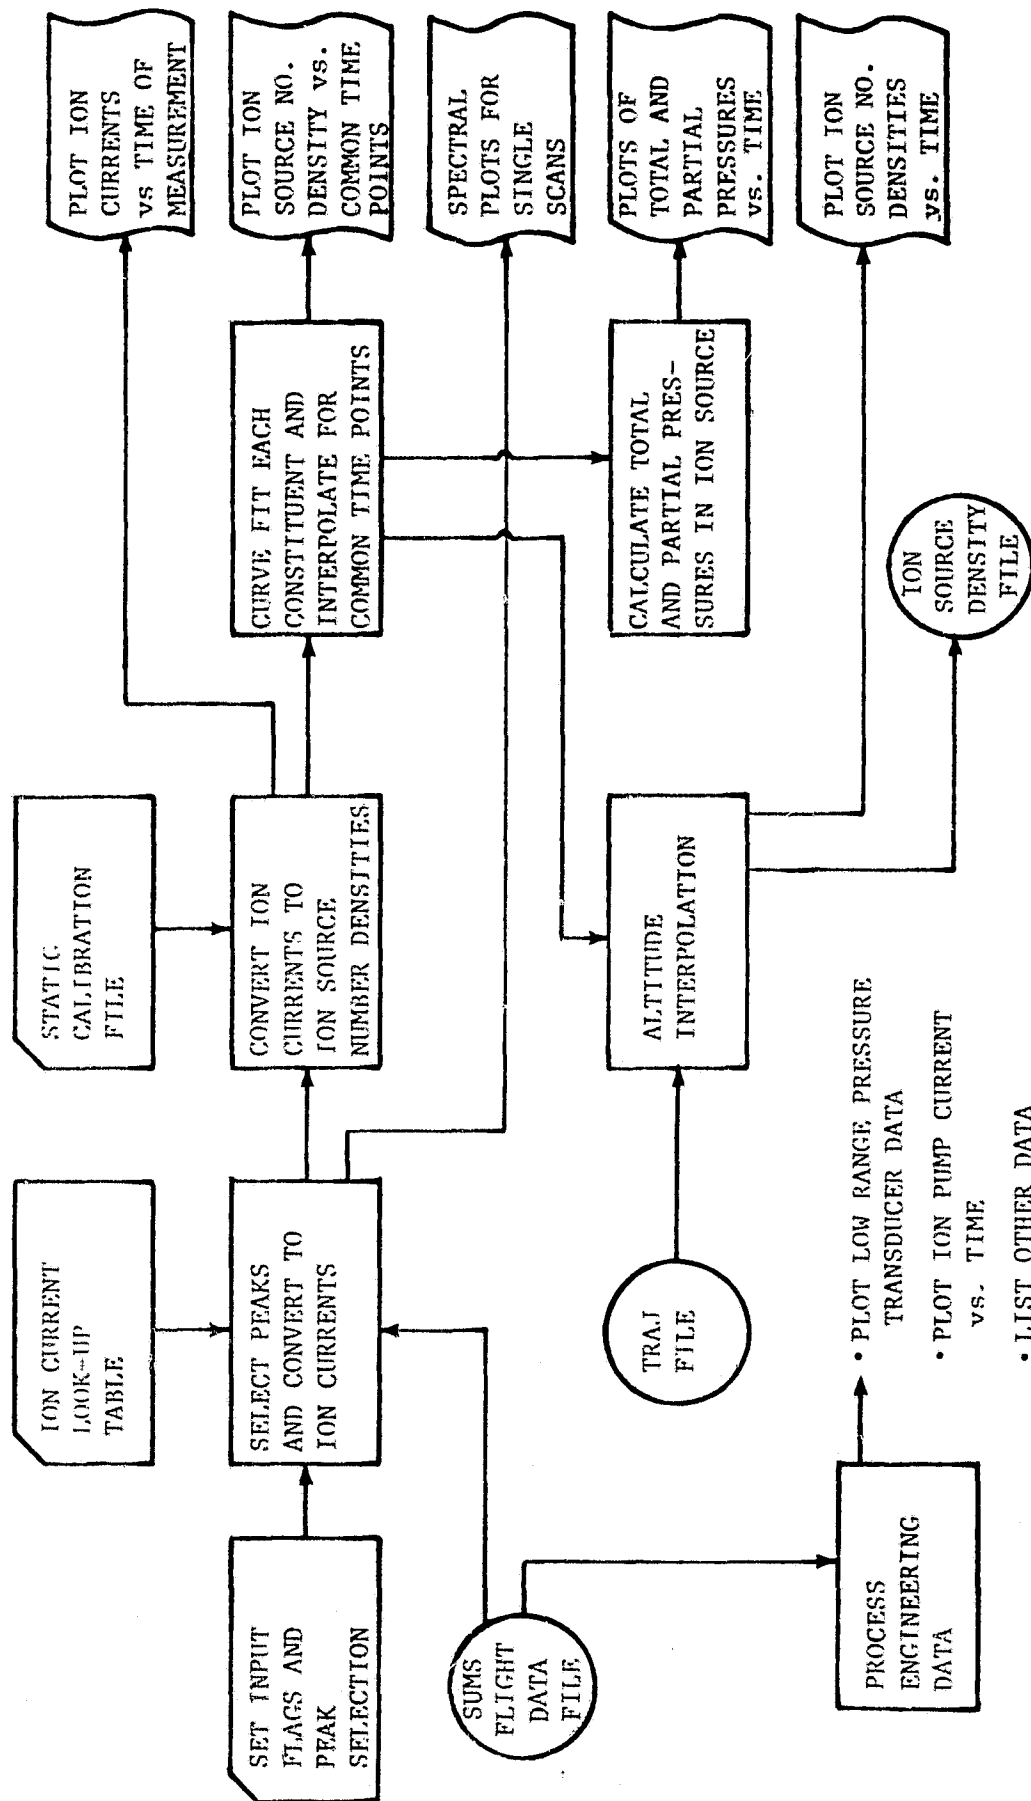 ION CURRENT
LOOK-UP
TABLE
STATIC
CALIBRATION
FILE
PLOT ION
CURRENTS
vs TIME OF
MEASUREMENT
SET INPUT
FLAGS AND
PEAK
SELECTION
SELECT PEAKS
AND CONVERT TO
ION CURRENTS
CONVERT ION
CURRENTS TO
ION SOURCE
NUMBER DENSITIES
CURVE FIT EACH
CONSTITUENT AND
INTERPOLATE FOR
COMMON TIME POINTS
PLOT ION
SOURCE NO.
DENSITY vs.
COMMON TIME
POINTS
SPECTRAL
PLOTS FOR
SINGLE
SCANS
SUMS
FLIGHT
DATA
FILE
TRAJ
FILE
ALTITUDE
INTERPOLATION
CALCULATE TOTAL
AND PARTIAL PRES-
SURES IN ION SOURCE
PLOTS OF
TOTAL AND
PARTIAL
PRESSURES
vs. TIME
PROCESS
ENGINEERING
DATA
• PLOT LOW RANGE PRESSURE
TRANSDUCER DATA
• PLOT ION PUMP CURRENT
vs. TIME
• LIST OTHER DATA
ION
SOURCE
DENSITY
FILE
PLOT ION
SOURCE NO.
DENSITIES
vs. TIME